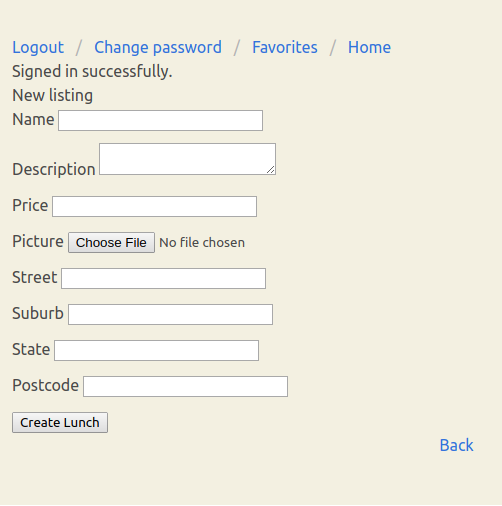 Logout / Change password / Favorites / Home
Signed in successfully.
New listing
Name
Description
Price
Picture Choose File No file chosen
Street
Suburb
State
Postcode
Create Lunch
Back